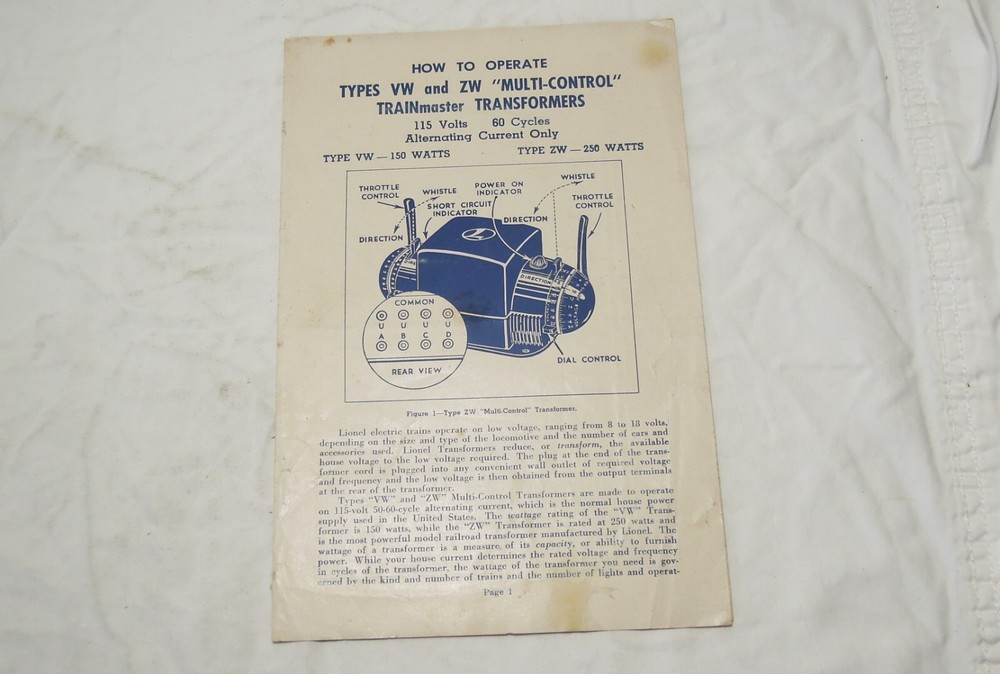 HOW TO OPERATE
TYPES VW and ZW "MULTI-CONTROL"
TRAINmaster TRANSFORMERS
115 Volts 60 Cycles
Alternating Current Only
TYPE VW — 150 WATTS TYPE ZW — 250 WATTS
THROTTLE CONTROL
WHISTLE
SHORT CIRCUIT INDICATOR
POWER ON INDICATOR
WHISTLE
THROTTLE CONTROL
DIRECTION
DIRECTION
L
DIRECTION
COMMON
U U U U
A B C D
REAR VIEW
DIAL CONTROL
Figure 1—Type ZW "Multi-Control" Transformer.
Lionel electric trains operate on low voltage, ranging from 8 to 18 volts,
depending on the size and type of the locomotive and the number of cars and
accessories used. Lionel Transformers reduce, or transform, the available
house voltage to the low voltage required. The plug at the end of the trans-
former cord is plugged into any convenient wall outlet of required voltage
and frequency and the low voltage is then obtained from the output terminals
at the rear of the transformer.
Types "VW" and "ZW" Multi-Control Transformers are made to operate
on 115-volt 50-60-cycle alternating current, which is the normal house power
supply used in the United States. The wattage rating of the "VW" Trans-
former is 150 watts, while the "ZW" Transformer is rated at 250 watts and
is the most powerful model railroad transformer manufactured by Lionel. The
wattage of a transformer is a measure of its capacity, or ability to furnish
power. While your house current determines the rated voltage and frequency
in cycles of the transformer, the wattage of the transformer you need is gov-
erned by the kind and number of trains and the number of lights and operat-
Page 1